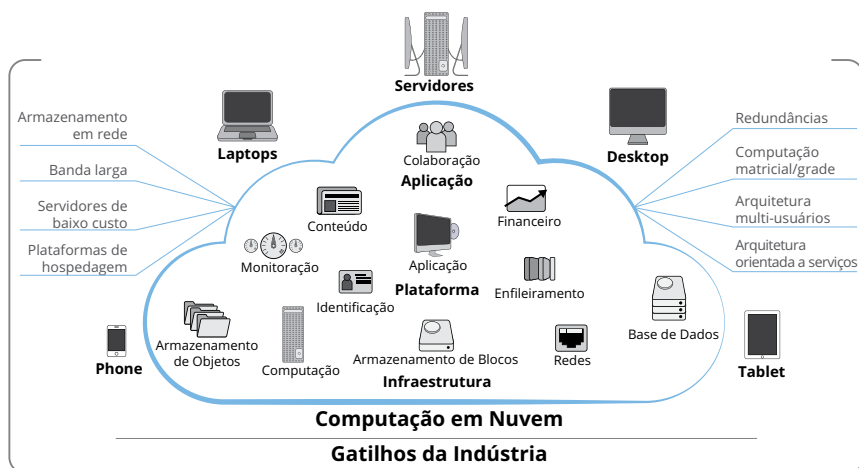 Servidores
Laptops
Desktop
Armazenamento
em rede
Banda larga
Servidores de
baixo custo
Plataformas de
hospedagem
Redundâncias
Computação
matricial/grade
Arquitetura
multi-usuários
Arquitetura
orientada a serviços
Colaboração
Aplicação
Conteúdo
Financeiro
Monitoração
Aplicação
Plataforma
Identificação
Enfileiramento
Armazenamento
de Objetos
Computação
Armazenamento de Blocos
Infraestrutura
Redes
Base de Dados
Phone
Tablet
Computação em Nuvem
Gatilhos da Indústria